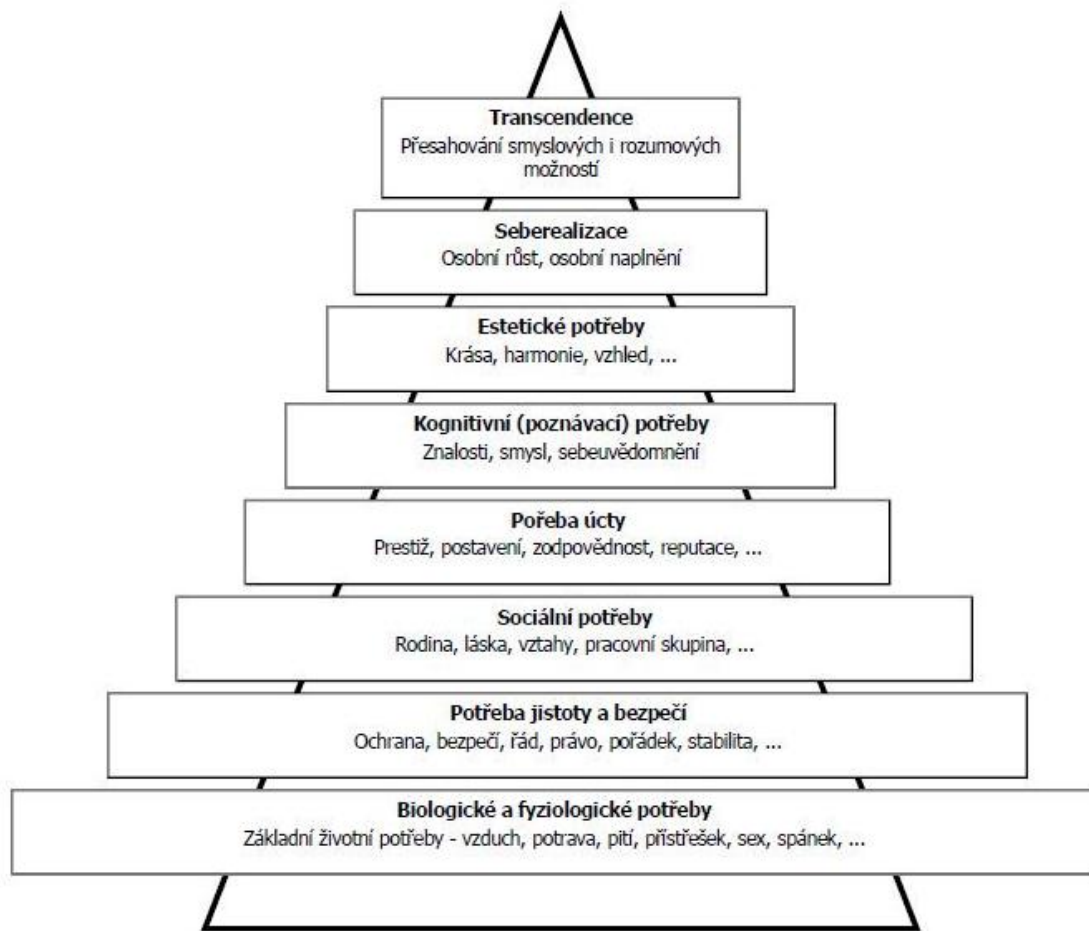 Transcendence
Přesahování smyslových i rozumových
možností
Seberealizace
Osobní růst, osobní naplnění
Estetické potřeby
Krása, harmonie, vzhled, ...
Kognitivní (poznávací) potřeby
Znalosti, smysl, sebeuvědomnění
Pořeba úcty
Prestiž, postavení, zodpovědnost, reputace, ...
Sociální potřeby
Rodina, láska, vztahy, pracovní skupina, ...
Potřeba jistoty a bezpečí
Ochrana, bezpečí, řád, právo, pořádek, stabilita, ...
Biologické a fyziologické potřeby
Základní životní potřeby - vzduch, potrava, pití, přístřešek, sex, spánek, ...